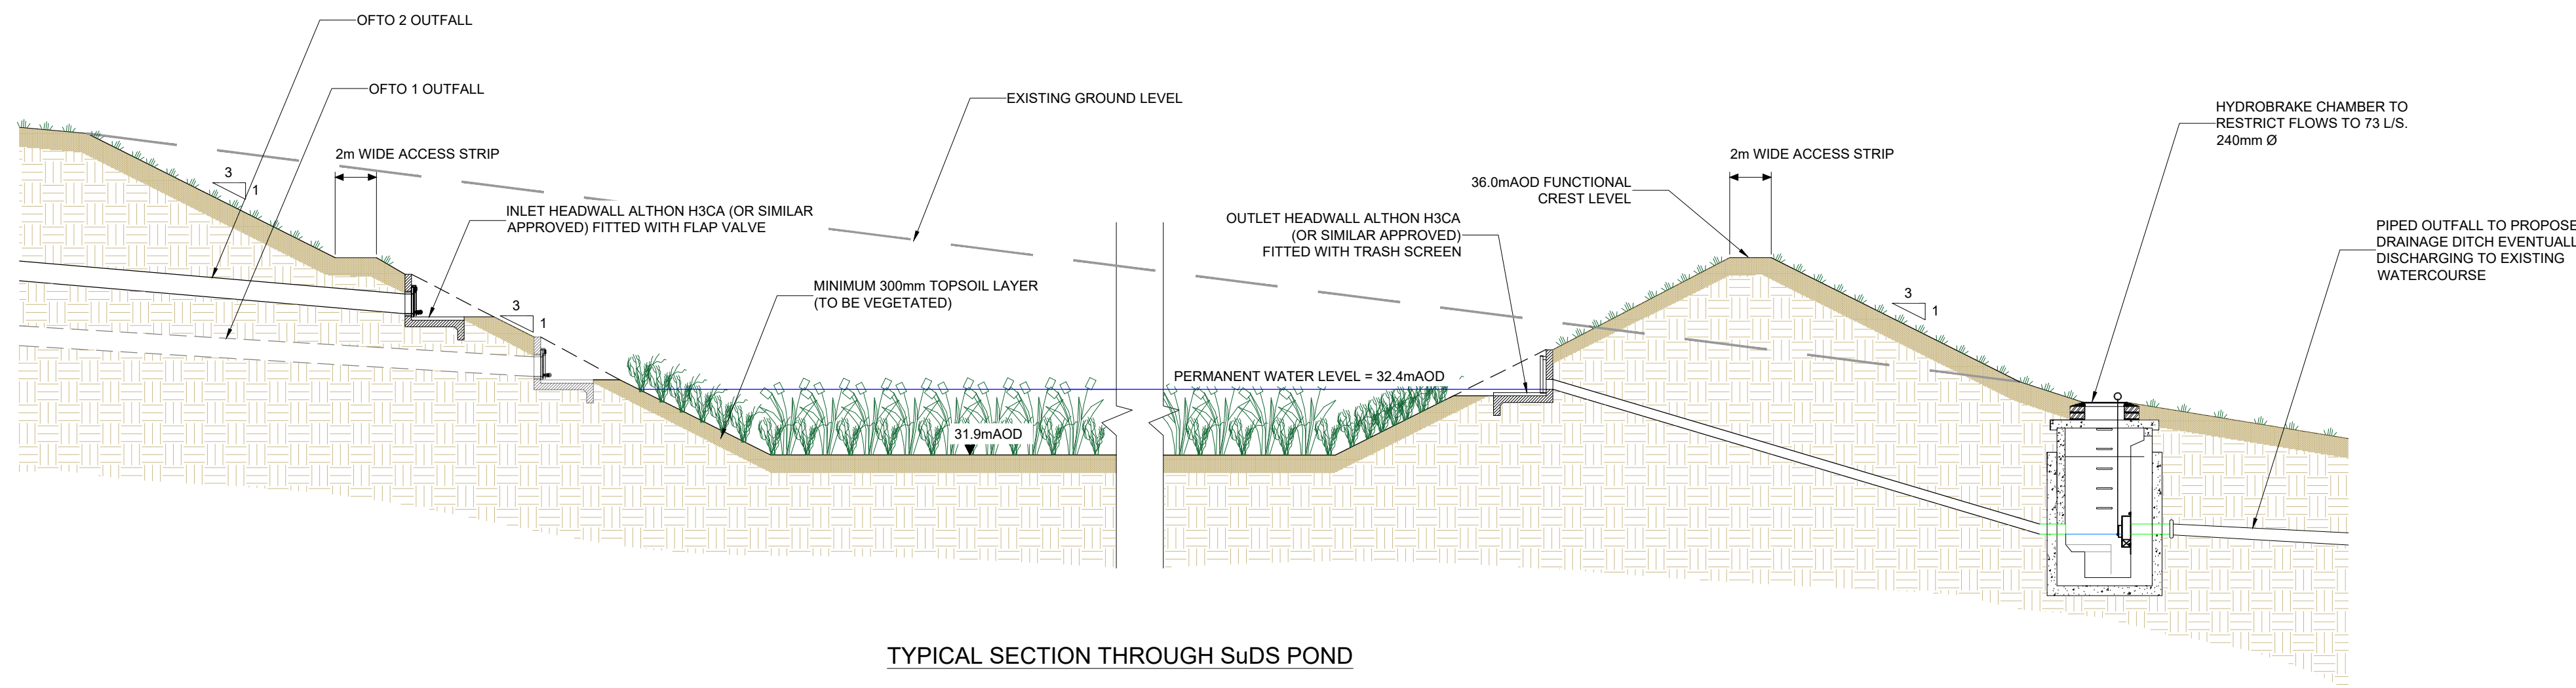 OFTO 2 OUTFALL
OFTO 1 OUTFALL
EXISTING GROUND LEVEL
HYDROBRAKE CHAMBER TO
RESTRICT FLOWS TO 73 L/S.
240mm Ø
2m WIDE ACCESS STRIP
2m WIDE ACCESS STRIP
3
1
36.0mAOD FUNCTIONAL
CREST LEVEL
INLET HEADWALL ALTHON H3CA (OR SIMILAR
APPROVED) FITTED WITH FLAP VALVE
OUTLET HEADWALL ALTHON H3CA
(OR SIMILAR APPROVED)
FITTED WITH TRASH SCREEN
PIPED OUTFALL TO PROPOSE
DRAINAGE DITCH EVENTUALL
DISCHARGING TO EXISTING
WATERCOURSE
MINIMUM 300mm TOPSOIL LAYER
(TO BE VEGETATED)
3
1
3
1
PERMANENT WATER LEVEL = 32.4mAOD
31.9mAOD
TYPICAL SECTION THROUGH SuDS POND